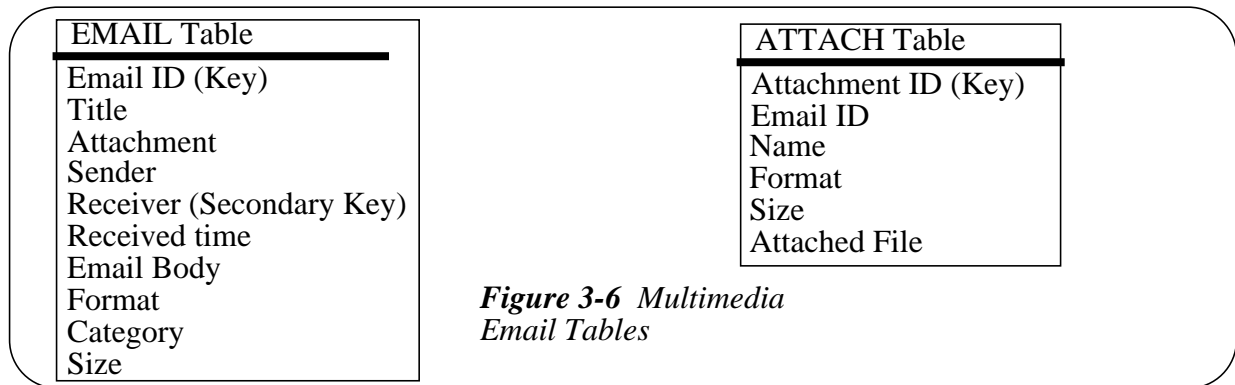 EMAIL Table
Email ID (Key)
Title
Attachment
Sender
Receiver (Secondary Key)
Received time
Email Body
Format
Category
Size
ATTACH Table
Attachment ID (Key)
Email ID
Name
Format
Size
Attached File
Figure 3-6 Multimedia
Email Tables